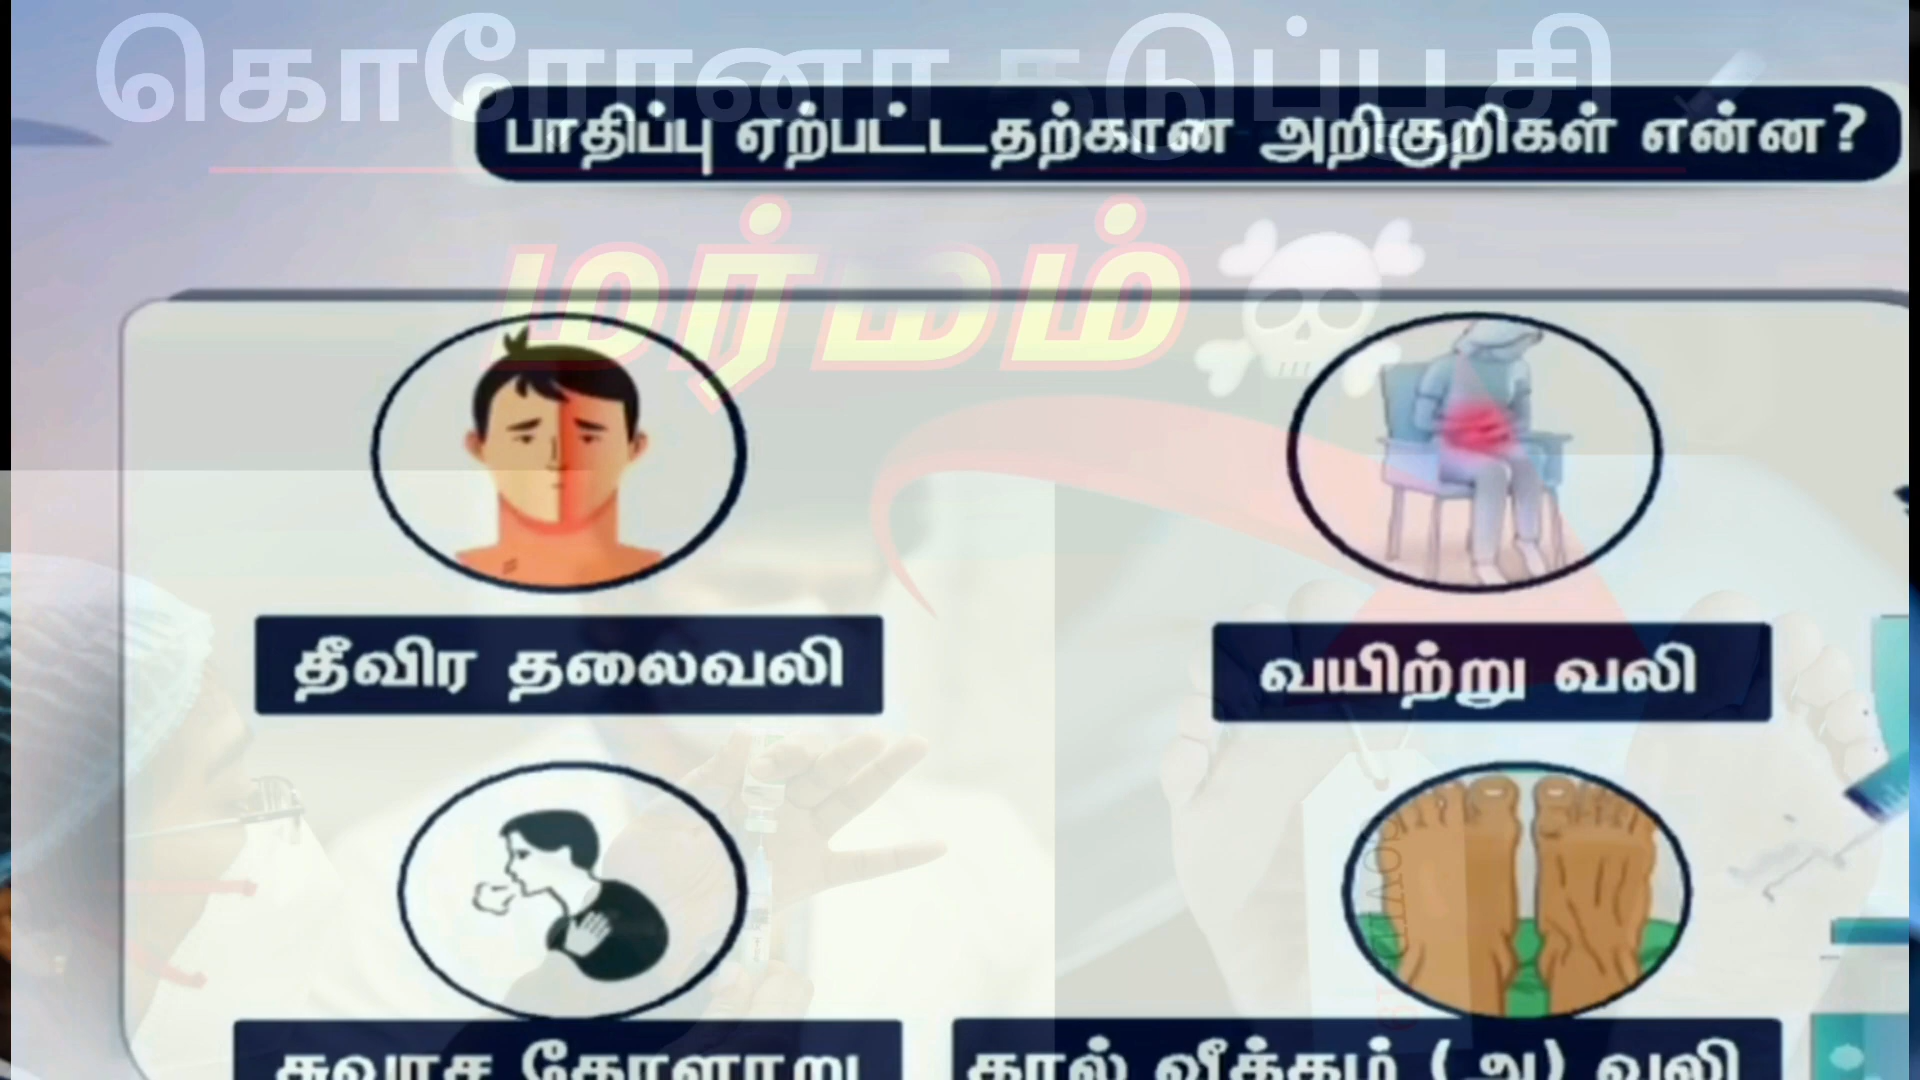 கொரோனா தடுப்பூசி
பாதிப்பு ஏற்பட்டதற்கான அறிகுறிகள் என்ன?
மர்மம்
தீவிர தலைவலி
வயிற்று வலி
சுவாச கோளாறு
கால் வீக்கம் (அ) வலி